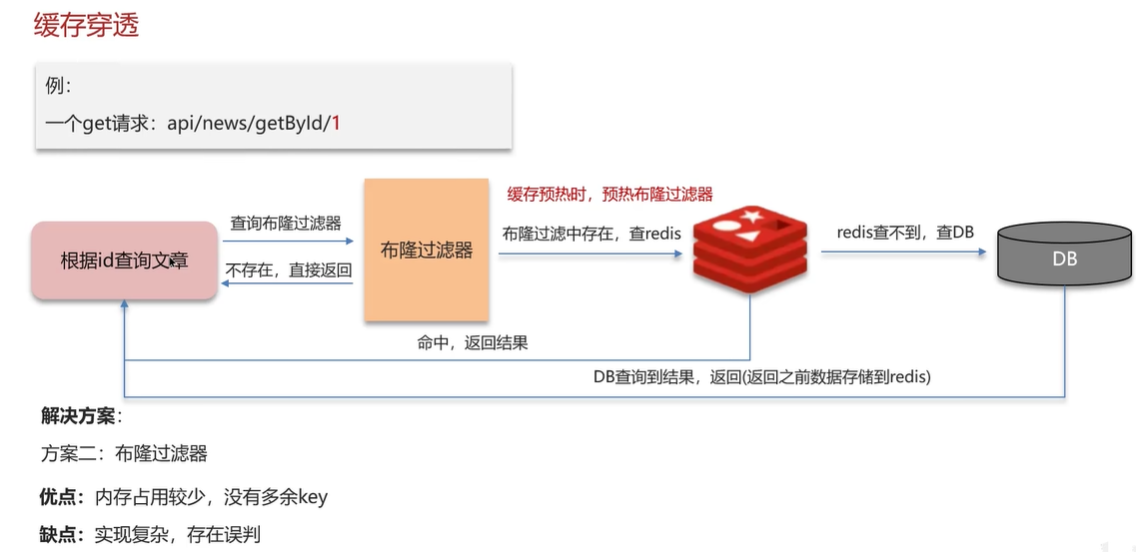 缓存穿透
例：
一个get请求：api/news/getById/1
缓存预热时，预热布隆过滤器
查询布隆过滤器
布隆过滤中存在，查redis
redis查不到，查DB
根据id查询文章
布隆过滤器
DB
不存在，直接返回
命中，返回结果
DB查询到结果，返回(返回之前数据存储到redis)
解决方案：
方案二：布隆过滤器
优点：内存占用较少，没有多余key
缺点：实现复杂，存在误判